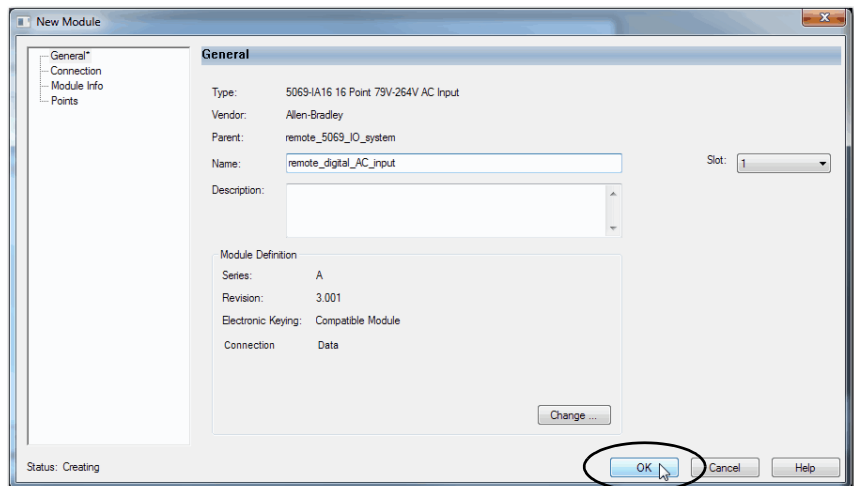 New Module
General*
Connection
Module Info
Points
General
Type: 5069-IA16 16 Point 79V-264V AC Input
Vendor: Allen-Bradley
Parent: remote_5069_IO_system
Name: remote_digital_AC_input
Slot: 1
Description:
Module Definition
Series: A
Revision: 3.001
Electronic Keying: Compatible Module
Connection Data
Change ...
Status: Creating
OK Cancel Help